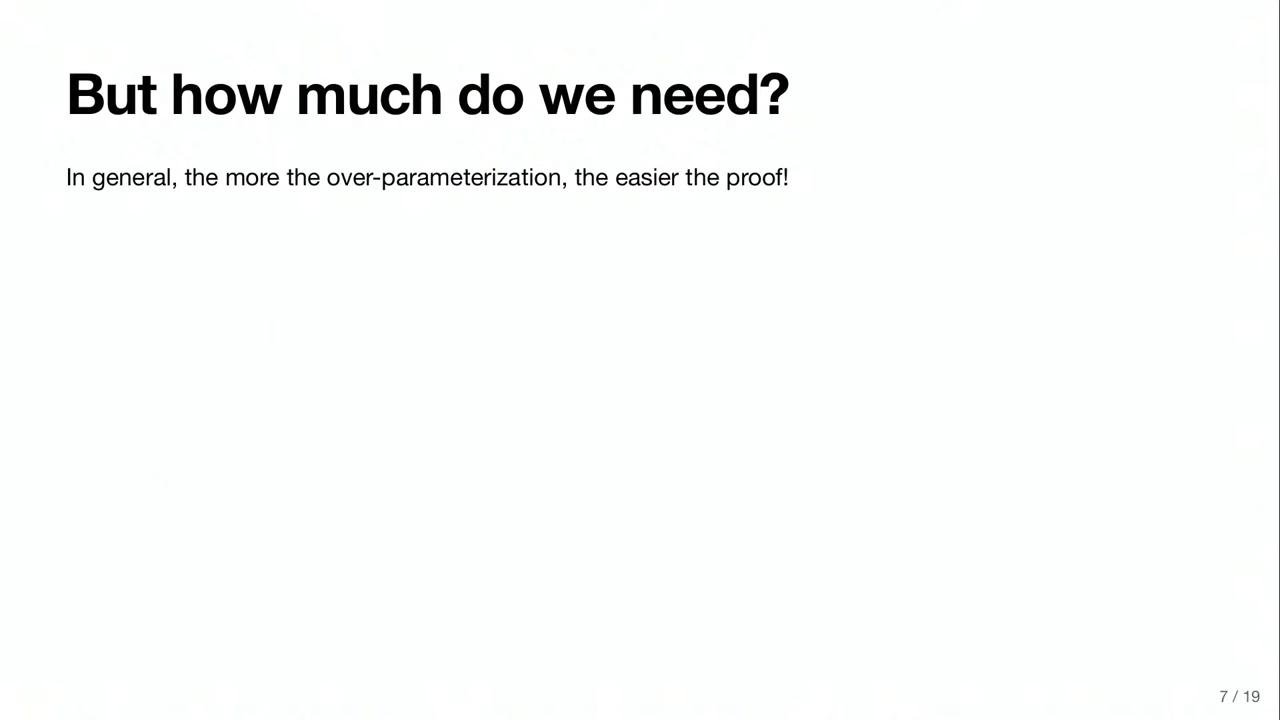 But how much do we need?
In general, the more the over-parameterization, the easier the proof!
7 / 19